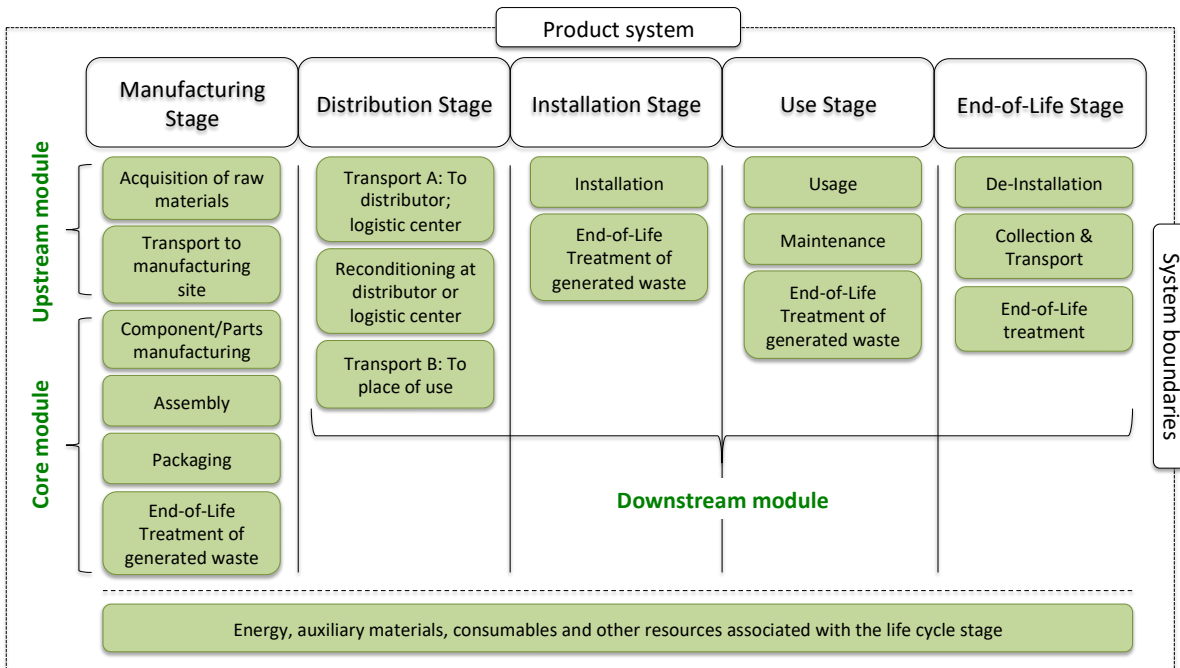 Product system
Manufacturing
Stage
Distribution Stage
Installation Stage
Use Stage
End-of-Life Stage
Upstream module
Core module
Acquisition of raw
materials
Transport to
manufacturing
site
Component/Parts
manufacturing
Assembly
Packaging
End-of-Life
Treatment of
generated waste
Transport A: To
distributor;
logistic center
Reconditioning at
distributor or
logistic center
Transport B: To
place of use
Installation
End-of-Life
Treatment of
generated waste
Usage
Maintenance
End-of-Life
Treatment of
generated waste
De-Installation
Collection &
Transport
End-of-Life
treatment
Downstream module
System boundaries
Energy, auxiliary materials, consumables and other resources associated with the life cycle stage